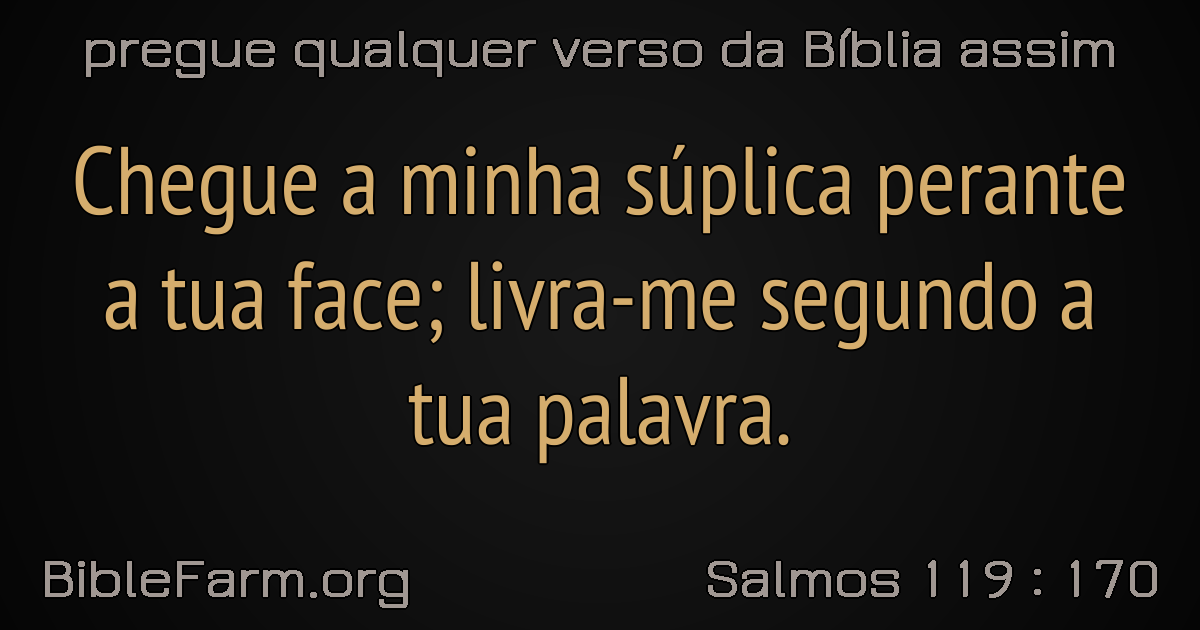 pregue qualquer verso da Bíblia assim
Chegue a minha súplica perante
a tua face; livra-me segundo a
tua palavra.
BibleFarm.org
Salmos 119 : 170